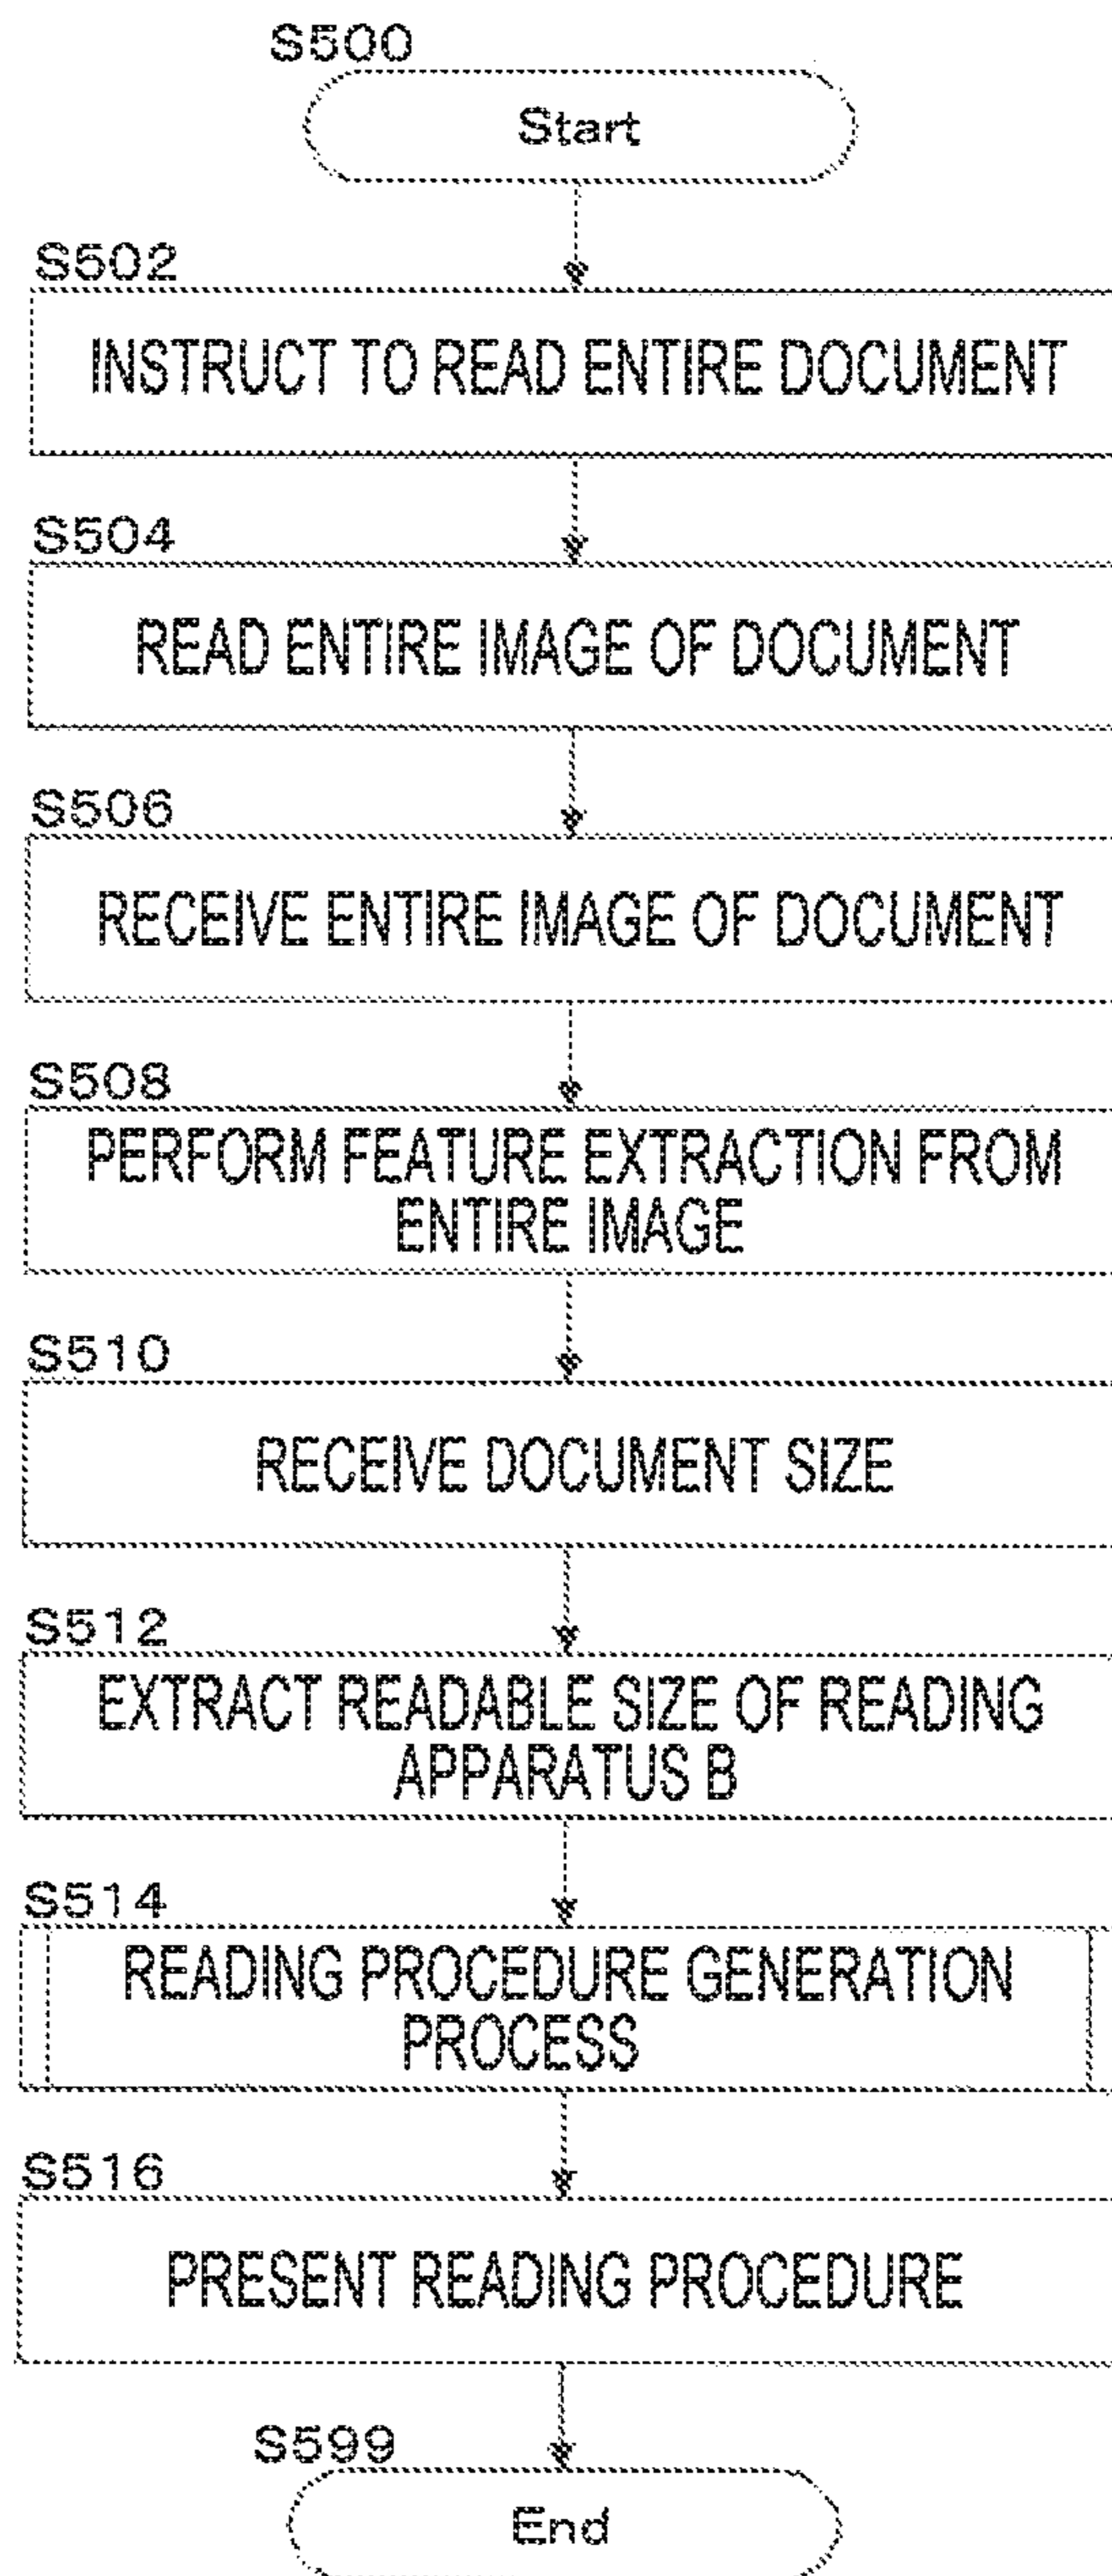 S500
Start
S502
INSTRUCT TO READ ENTIRE DOCUMENT
S504
READ ENTIRE IMAGE OF DOCUMENT
S506
RECEIVE ENTIRE IMAGE OF DOCUMENT
S508
PERFORM FEATURE EXTRACTION FROM
ENTIRE IMAGE
S510
RECEIVE DOCUMENT SIZE
S512
EXTRACT READABLE SIZE OF READING
APPARATUS B
S514
READING PROCEDURE GENERATION
PROCESS
S516
PRESENT READING PROCEDURE
S599
End